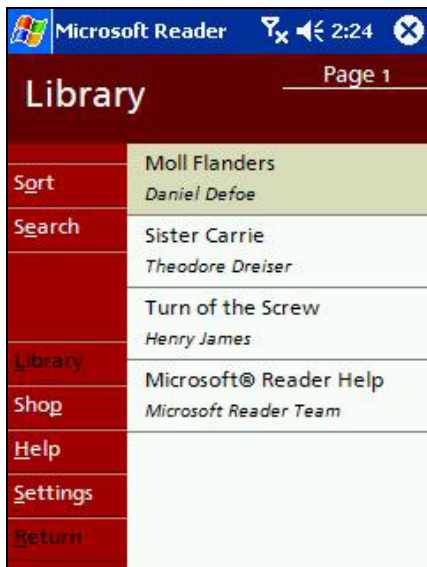 Microsoft Reader 2:24
Library
Page 1
Sort
Search
Library
Shop
Help
Settings
Return
Moll Flanders
Daniel Defoe
Sister Carrie
Theodore Dreiser
Turn of the Screw
Henry James
Microsoft® Reader Help
Microsoft Reader Team